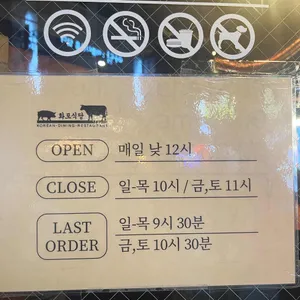 화포식당
KOREAN DINING RESTAURANT
OPEN 매일 낮 12시
CLOSE 일-목 10시 / 금,토 11시
LAST ORDER
일-목 9시 30분
금,토 10시 30분